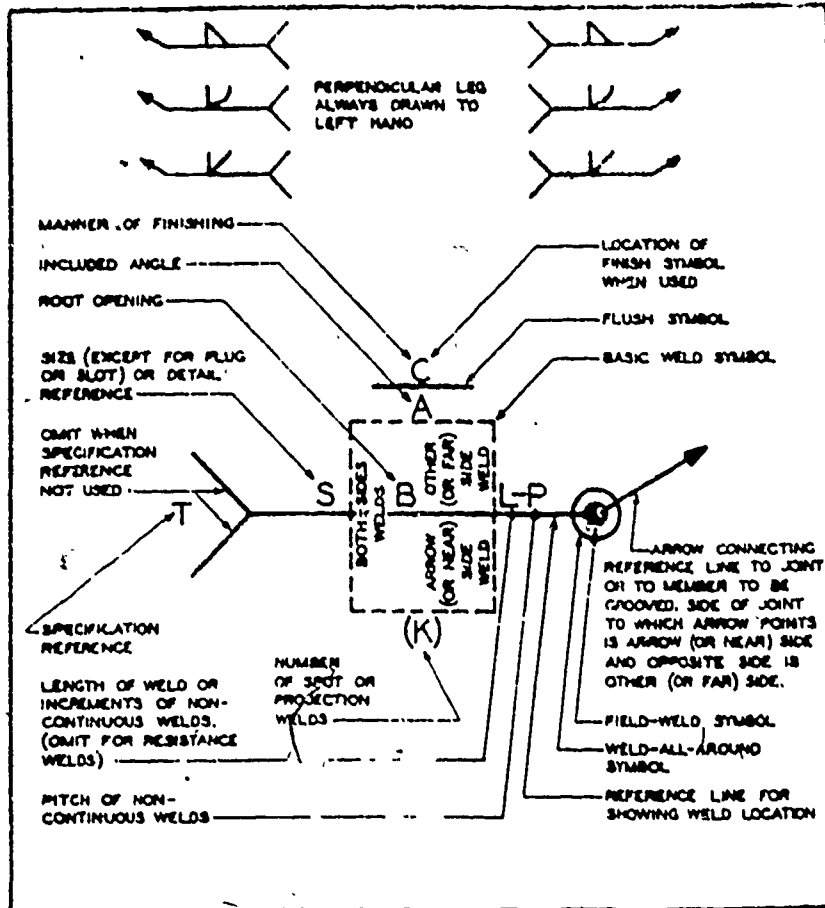 PERPENDICULAR LEG
ALWAYS DRAWN TO
LEFT HAND
MANNER OF FINISHING
INCLUDED ANGLE
ROOT OPENING
SIZE (EXCEPT FOR PLUG
OR SLOT) OR DETAIL
REFERENCE
OMIT WHEN
SPECIFICATION
REFERENCE
NOT USED
LOCATION OF
FINISH SYMBOL
WHEN USED
FLUSH SYMBOL
BASIC WELD SYMBOL
C
A
T
S
B
L-P
(K)
BOTH-SIDES
WELDS
OTHER
(OR FAR)
SIDE
WELD
ARROW
(OR NEAR)
SIDE
WELD
SPECIFICATION
REFERENCE
LENGTH OF WELD OR
INCREMENTS OF NON-
CONTINUOUS WELDS.
(OMIT FOR RESISTANCE
WELDS)
NUMBER
OF SPOT OR
PROJECTION
WELDS
PITCH OF NON-
CONTINUOUS WELDS
ARROW CONNECTING
REFERENCE LINE TO JOINT
OR TO MEMBER TO BE
GROOVED. SIDE OF JOINT
TO WHICH ARROW POINTS
IS ARROW (OR NEAR) SIDE
AND OPPOSITE SIDE IS
OTHER (OR FAR) SIDE.
FIELD-WELD SYMBOL
WELD-ALL-AROUND
SYMBOL
REFERENCE LINE FOR
SHOWING WELD LOCATION